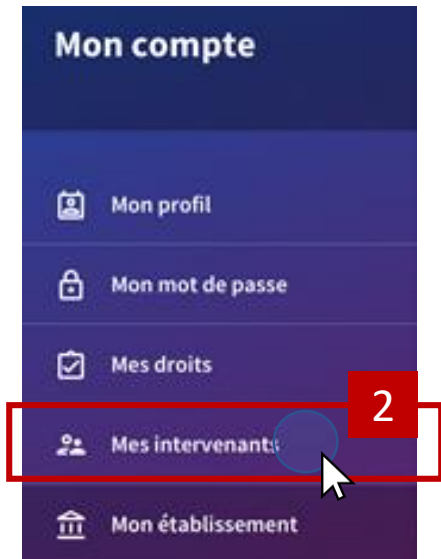 Mon compte
Mon profil
Mon mot de passe
Mes droits
2
Mes intervenants
Mon établissement